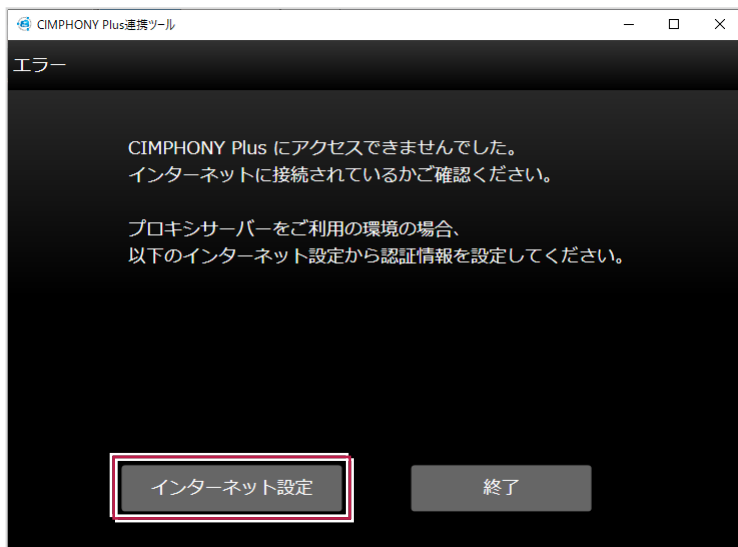 CIMPHONY Plus連携ツール
エラー
CIMPHONY Plus にアクセスできませんでした。
インターネットに接続されているかご確認ください。
プロキシサーバーをご利用の環境の場合、
以下のインターネット設定から認証情報を設定してください。
インターネット設定
終了